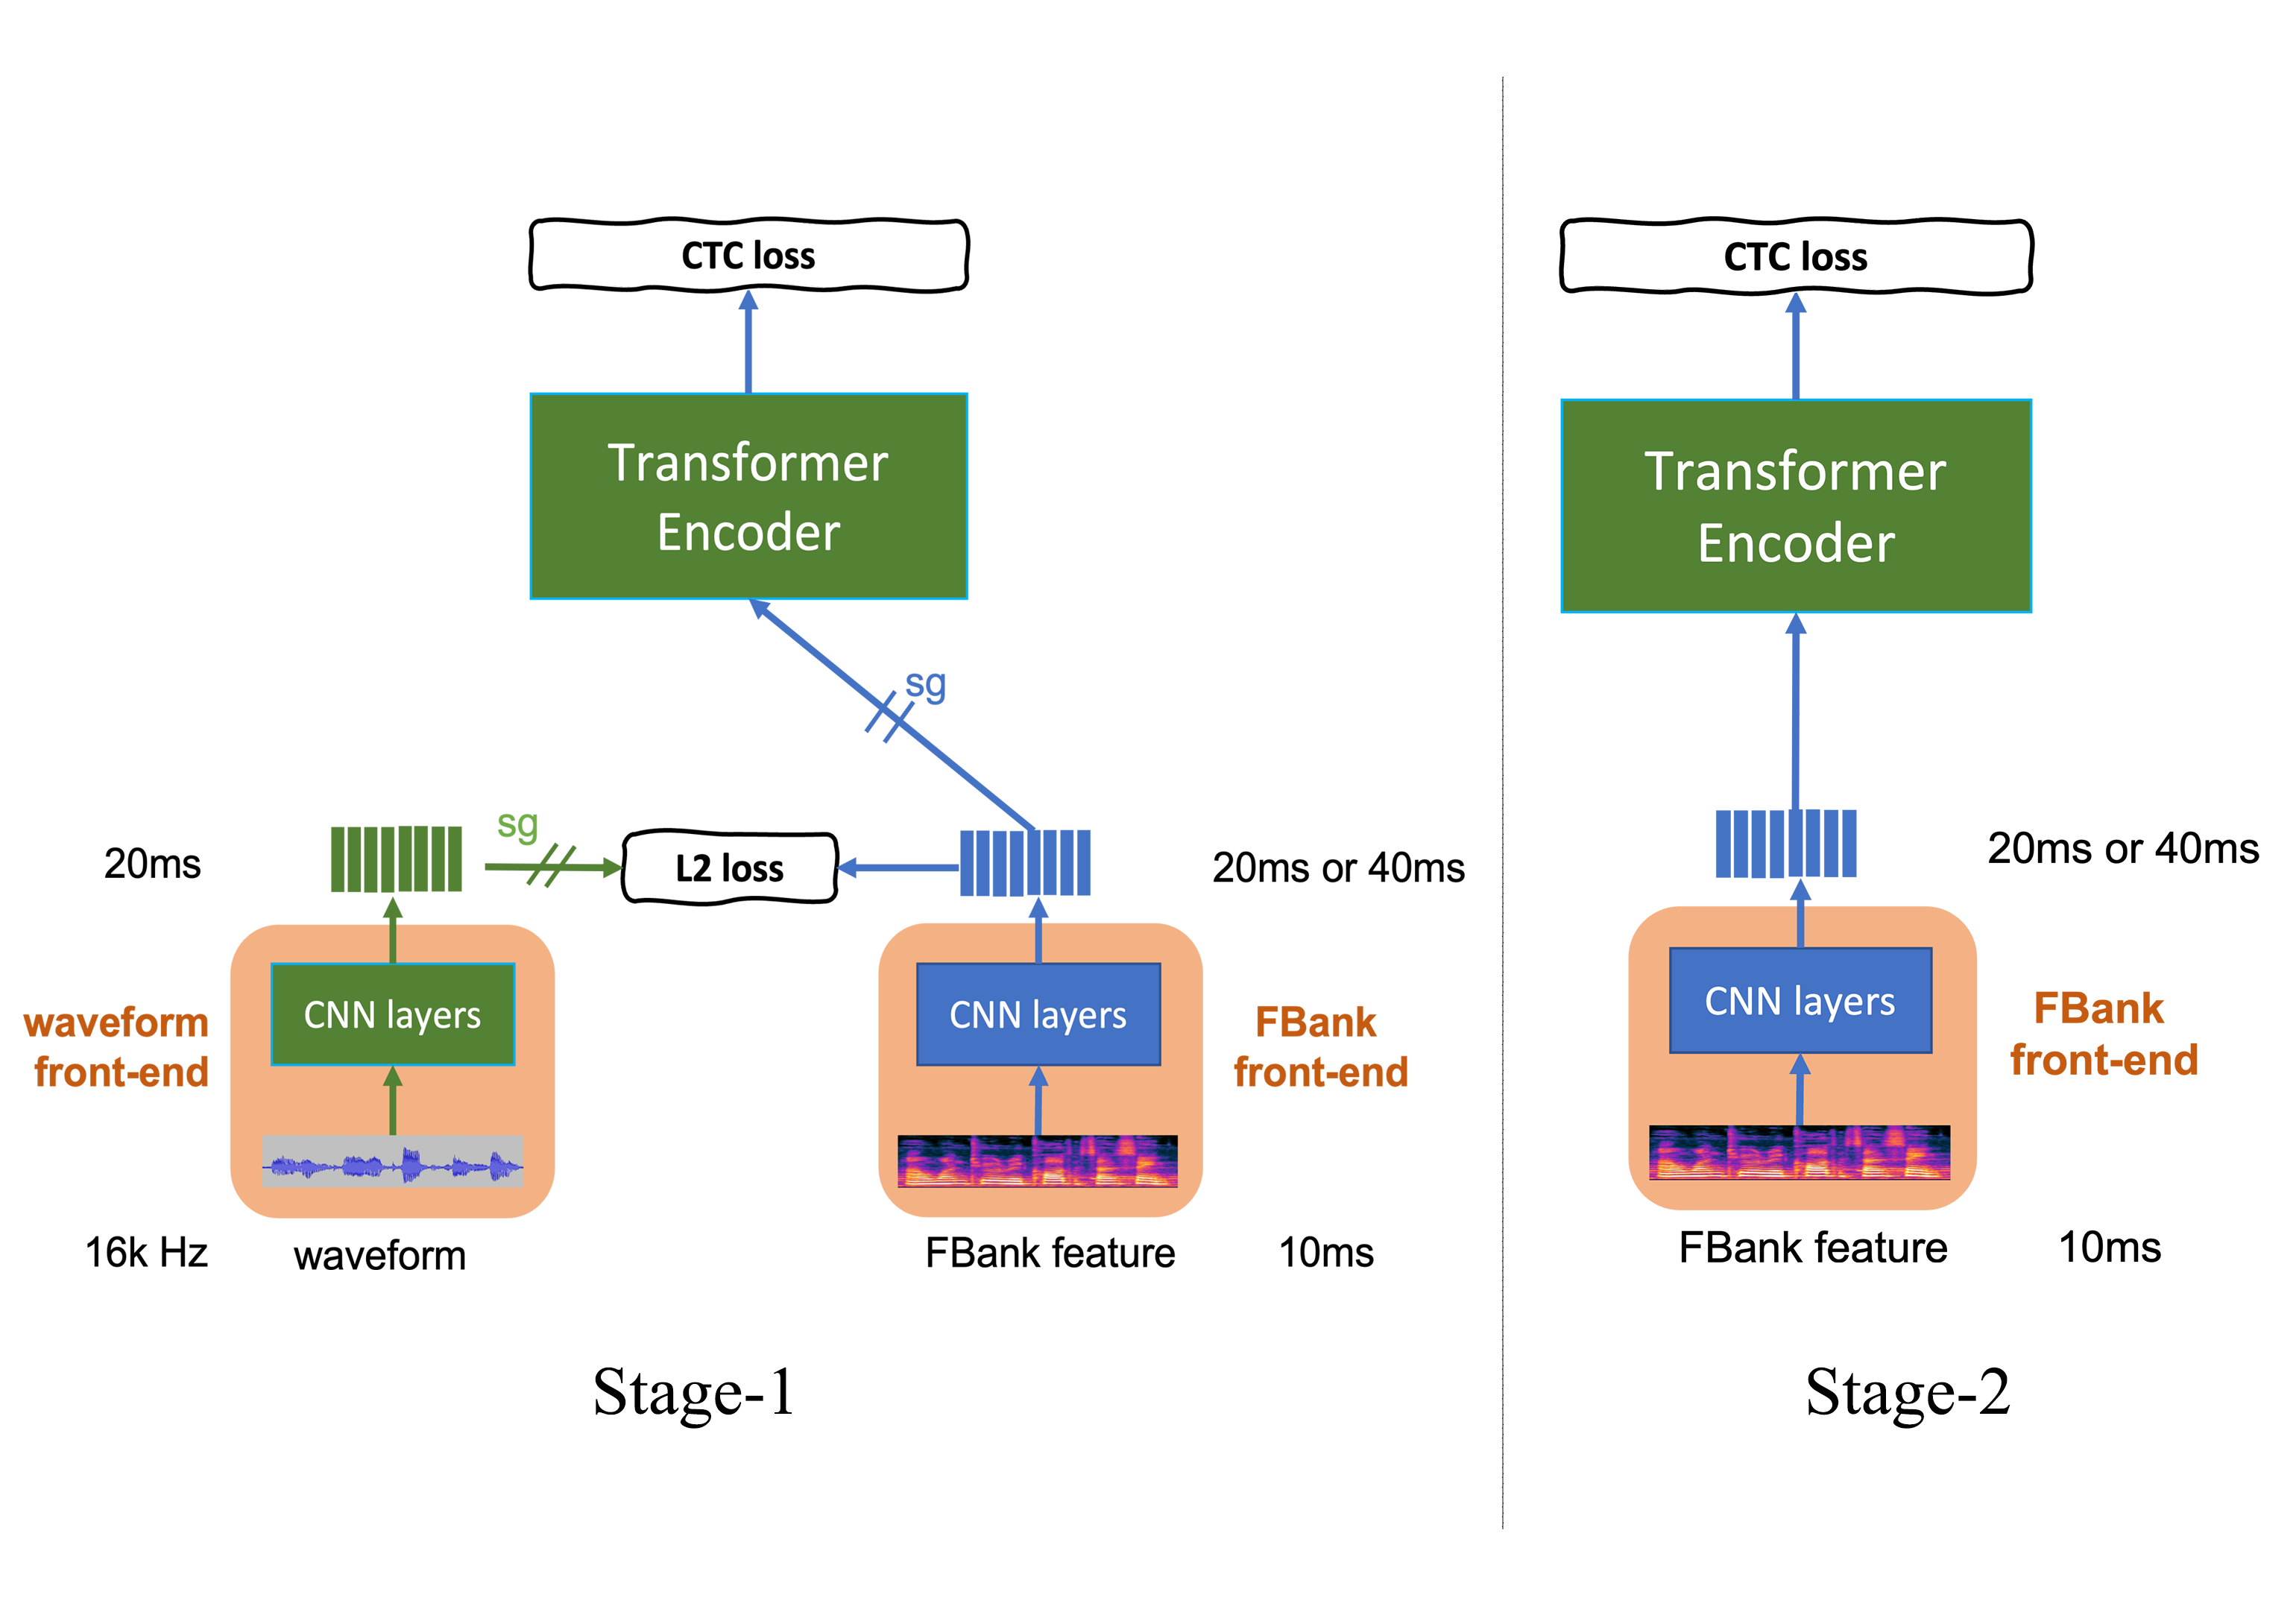 CTC loss
Transformer
Encoder
sg
20ms
sg
L2 loss
20ms or 40ms
waveform
front-end
CNN layers
CNN layers
FBank
front-end
16k Hz
waveform
FBank feature
10ms
Stage-1
CTC loss
Transformer
Encoder
20ms or 40ms
CNN layers
FBank
front-end
FBank feature
10ms
Stage-2